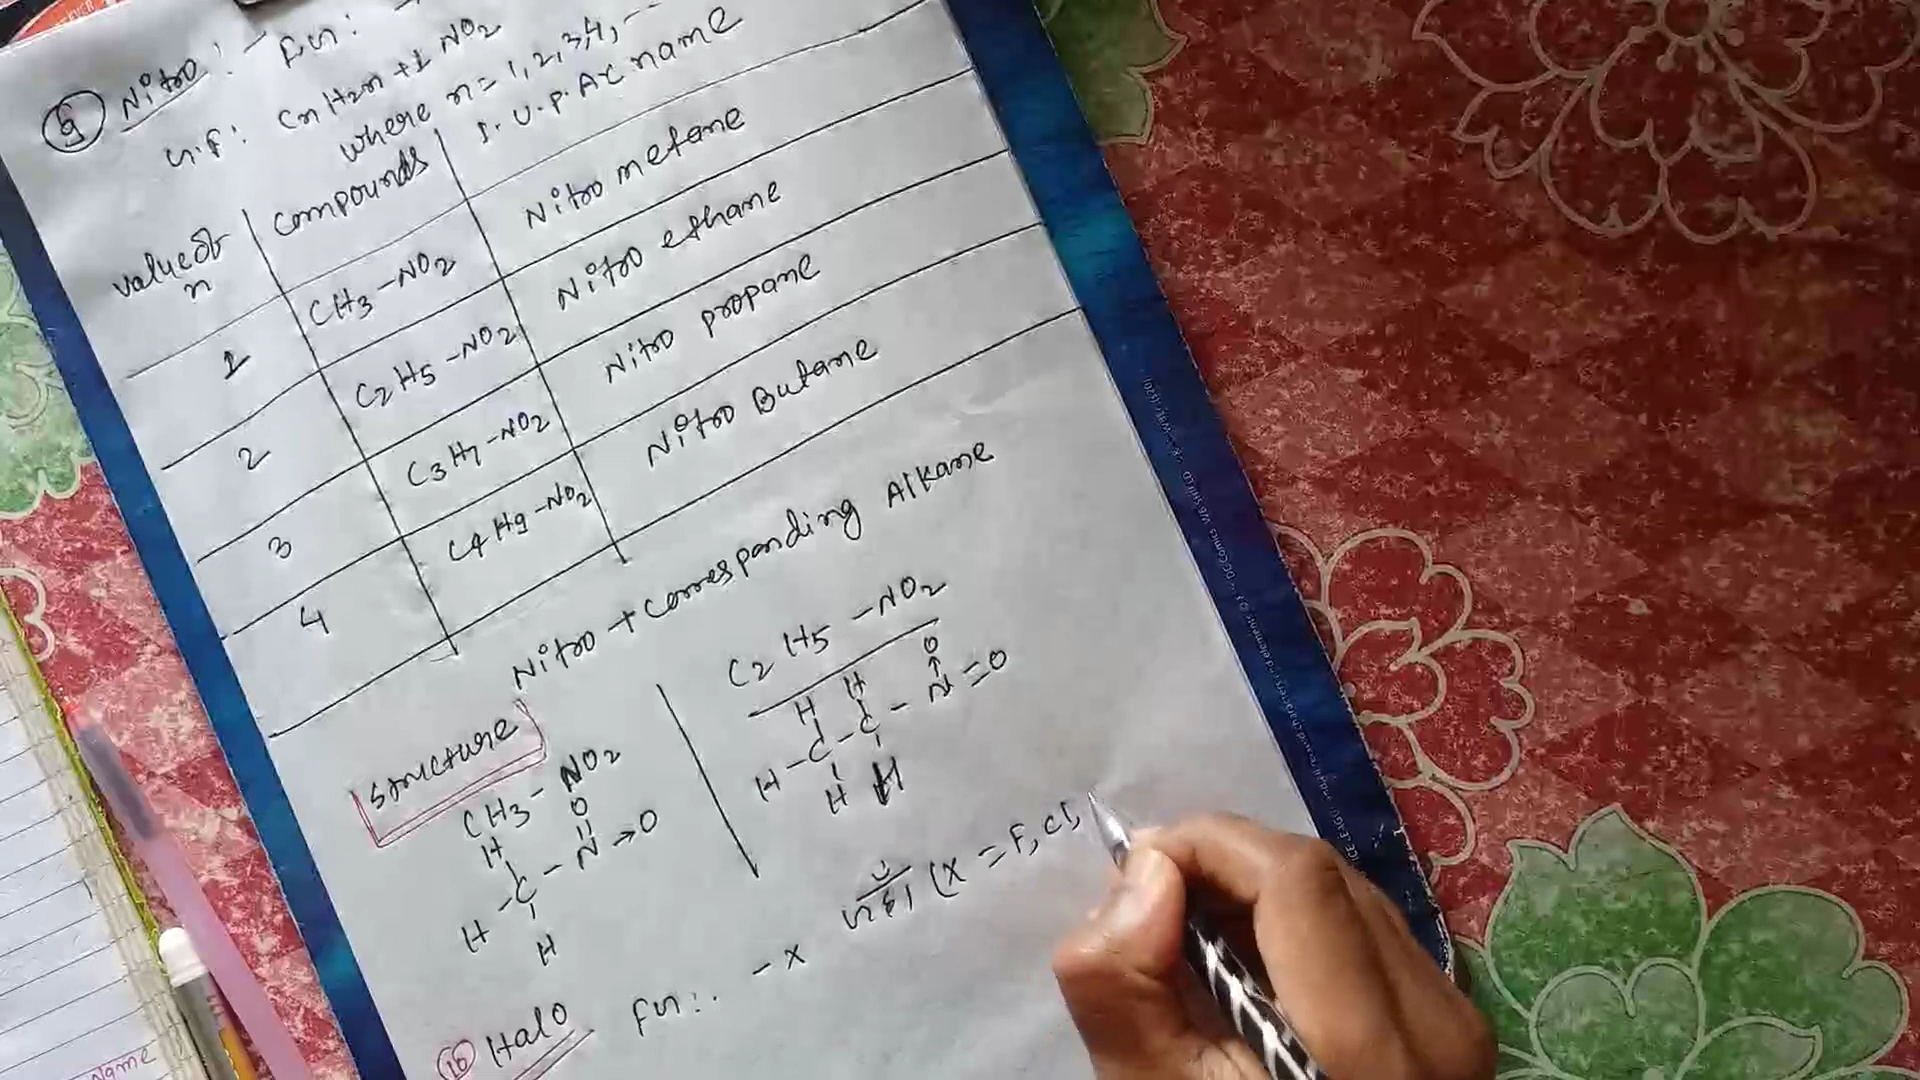 9 Nitro :- F.G :
G.F : CnH2n+1 NO2
where n = 1, 2, 3, 4, --
value of n compounds I.U.P.AC name
1 CH3-NO2 Nitro metane
2 C2H5-NO2 Nitro ethane
3 C3H7-NO2 Nitro propane
4 C4H9-NO2 Nitro Butane
Nitro + corresponding Alkane
Structure
CH3-NO2
H O
H-C-N→O
H
C2H5-NO2
H H O
H-C-C-N=O
H H
10 Halo F.G :. -X (X = F, Cl,
Name